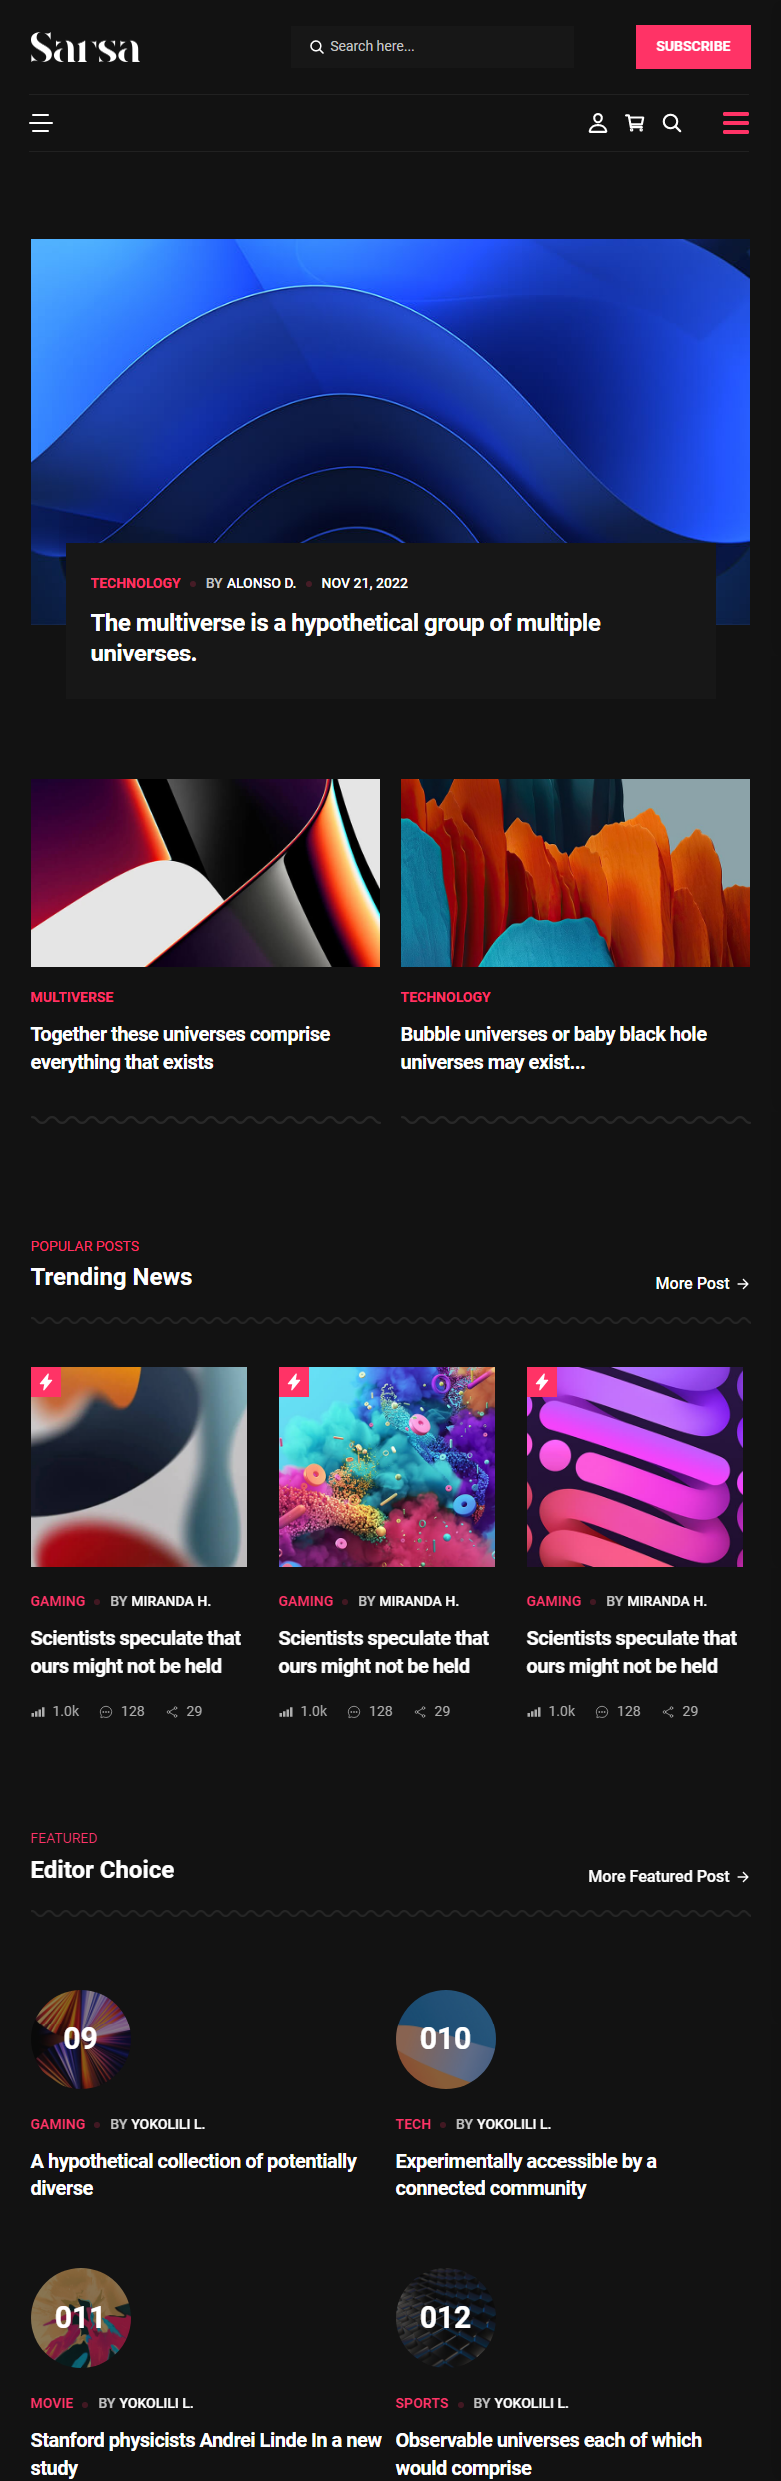 Sarsa
Search here...
SUBSCRIBE
TECHNOLOGY BY ALONSO D. NOV 21, 2022
The multiverse is a hypothetical group of multiple
universes.
MULTIVERSE
Together these universes comprise
everything that exists
TECHNOLOGY
Bubble universes or baby black hole
universes may exist...
POPULAR POSTS
Trending News
More Post →
GAMING BY MIRANDA H.
Scientists speculate that
ours might not be held
1.0k 128 29
GAMING BY MIRANDA H.
Scientists speculate that
ours might not be held
1.0k 128 29
GAMING BY MIRANDA H.
Scientists speculate that
ours might not be held
1.0k 128 29
FEATURED
Editor Choice
More Featured Post →
09
GAMING BY YOKOLILI L.
A hypothetical collection of potentially
diverse
010
TECH BY YOKOLILI L.
Experimentally accessible by a
connected community
011
MOVIE BY YOKOLILI L.
Stanford physicists Andrei Linde In a new
study
012
SPORTS BY YOKOLILI L.
Observable universes each of which
would comprise